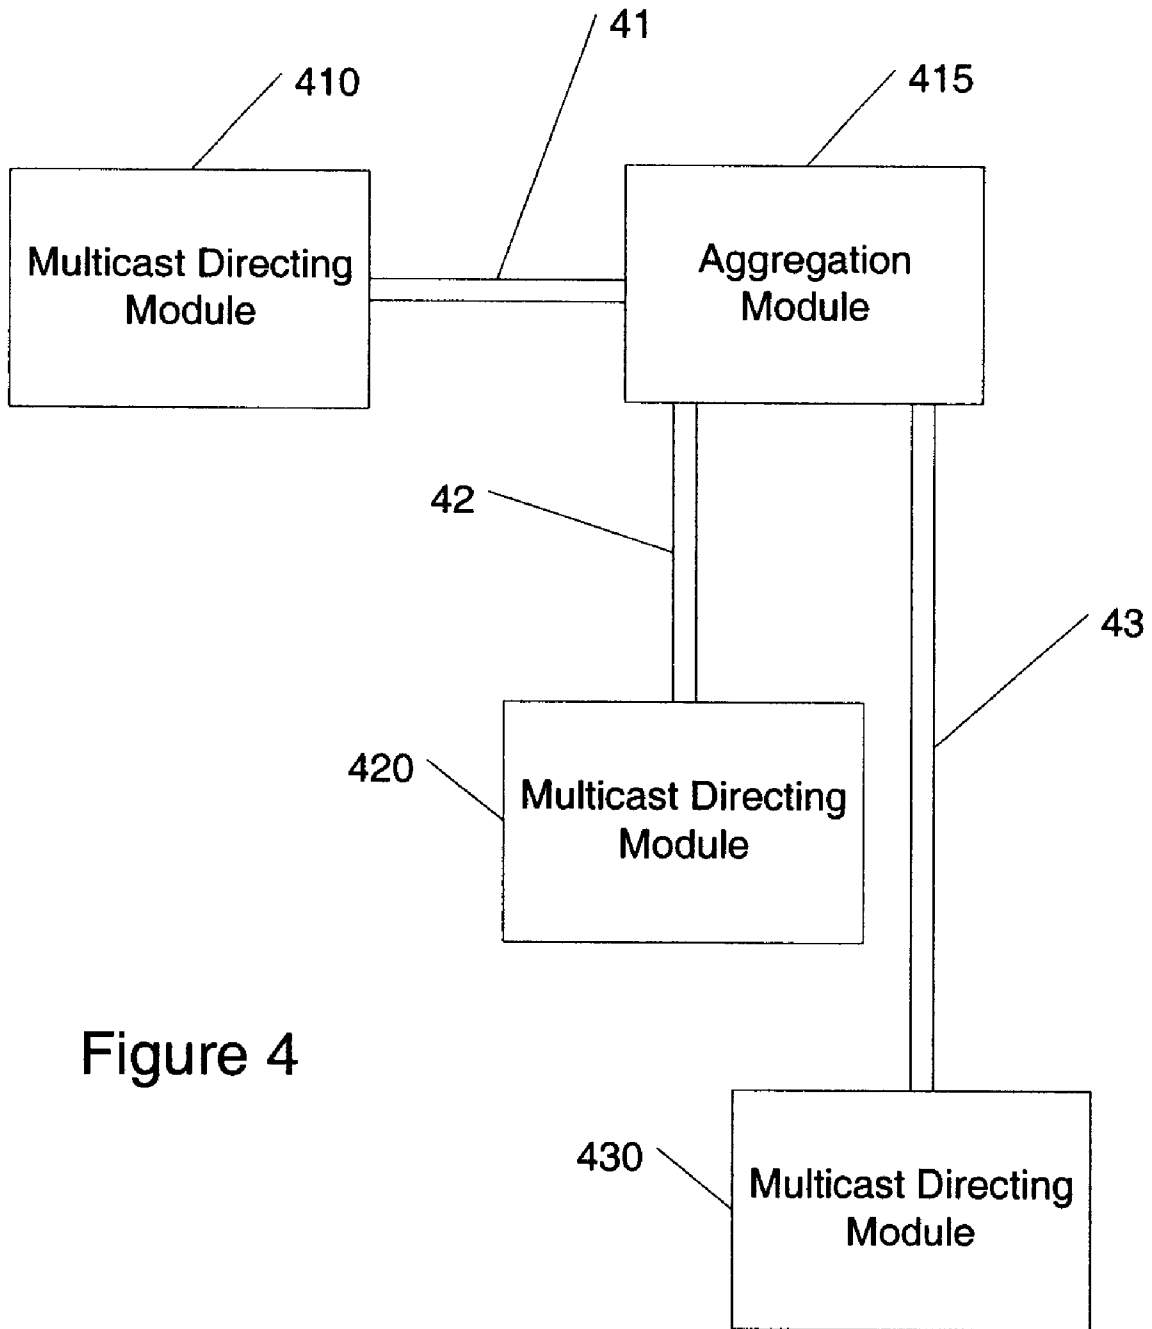 41
410
415
Multicast Directing
Module
Aggregation
Module
42
43
420
Multicast Directing
Module
Figure 4
430
Multicast Directing
Module